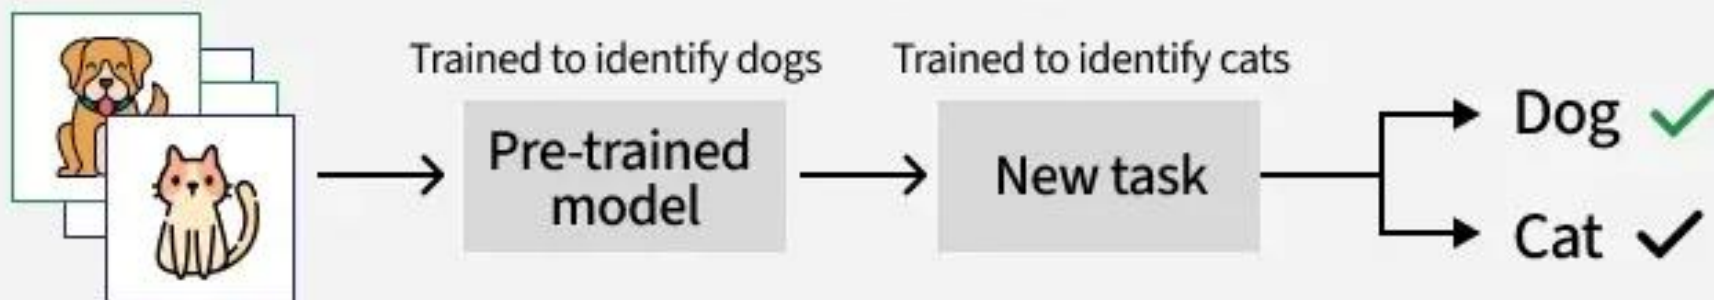 Trained to identify dogs
Pre-trained
model
Trained to identify cats
New task
Dog
Cat